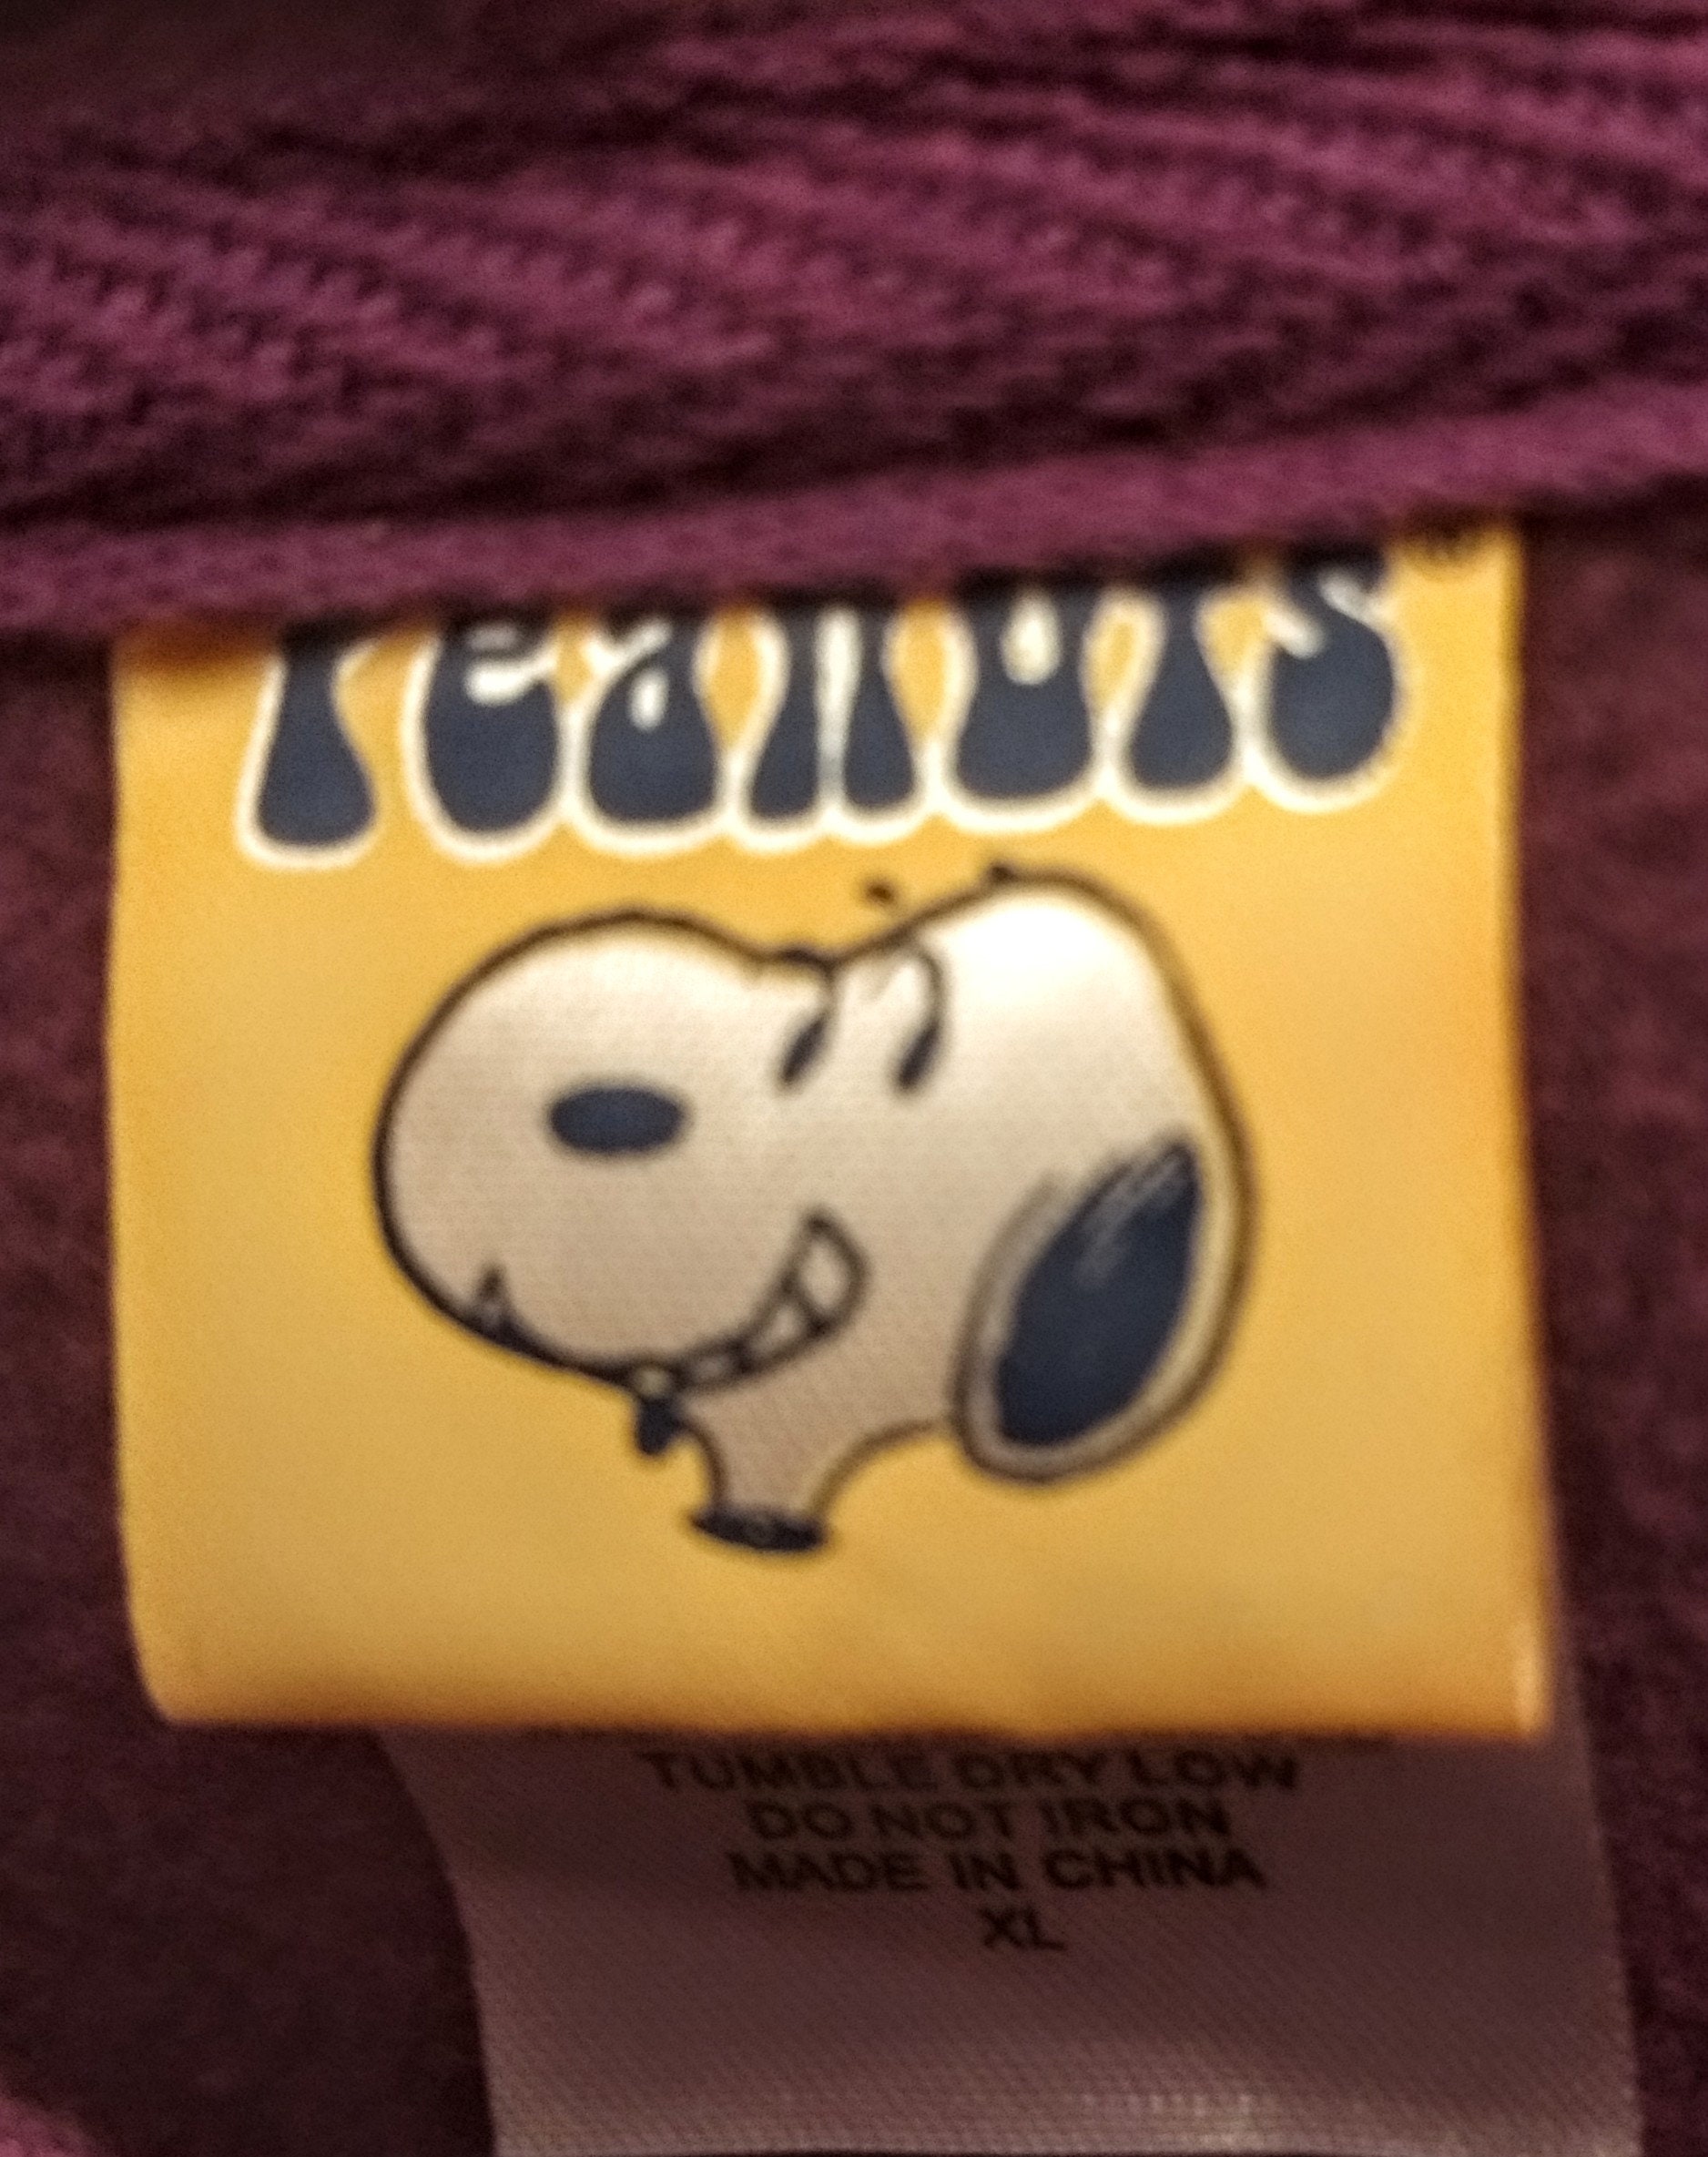 Peanuts
TUMBLE DRY LOW
DO NOT IRON
MADE IN CHINA
XL